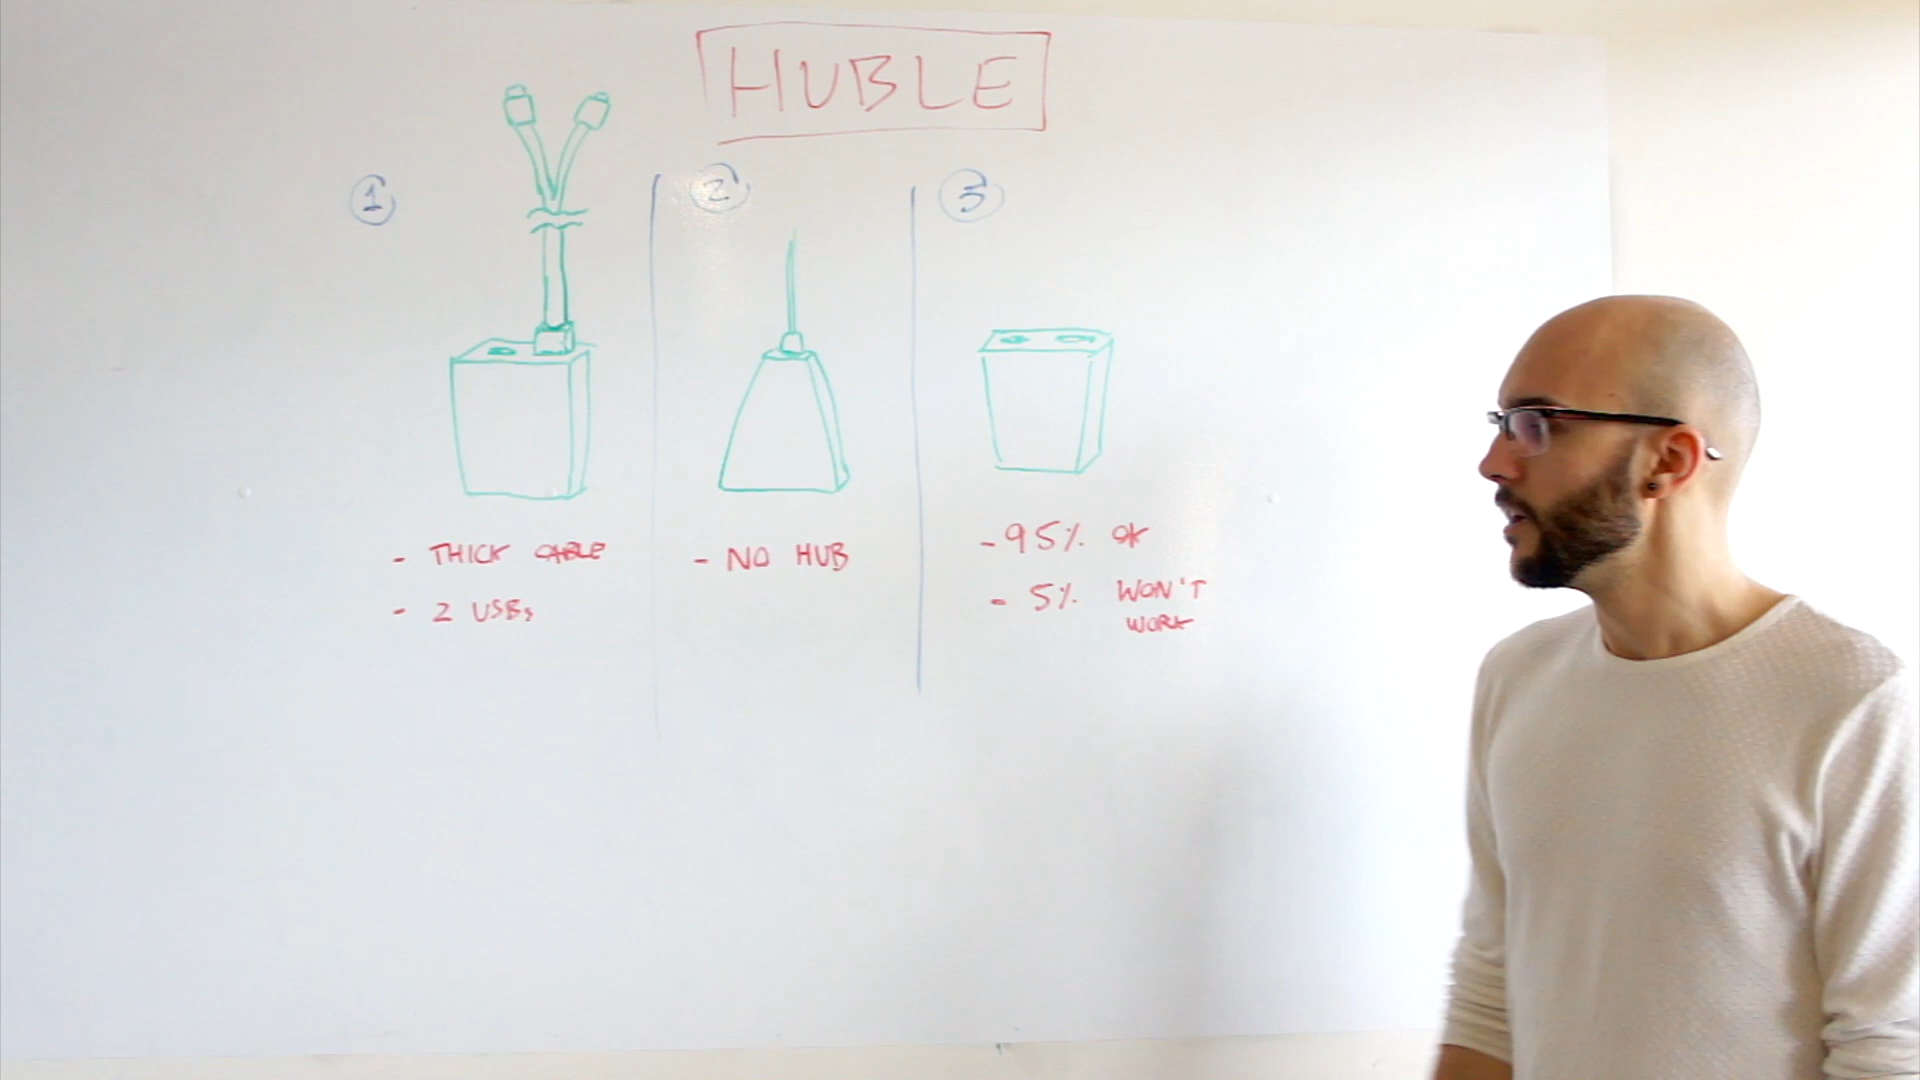 HUBLE
1
- THICK CABLE
- 2 USBs
2
- NO HUB
3
- 95% OK
- 5% WON'T
WORK